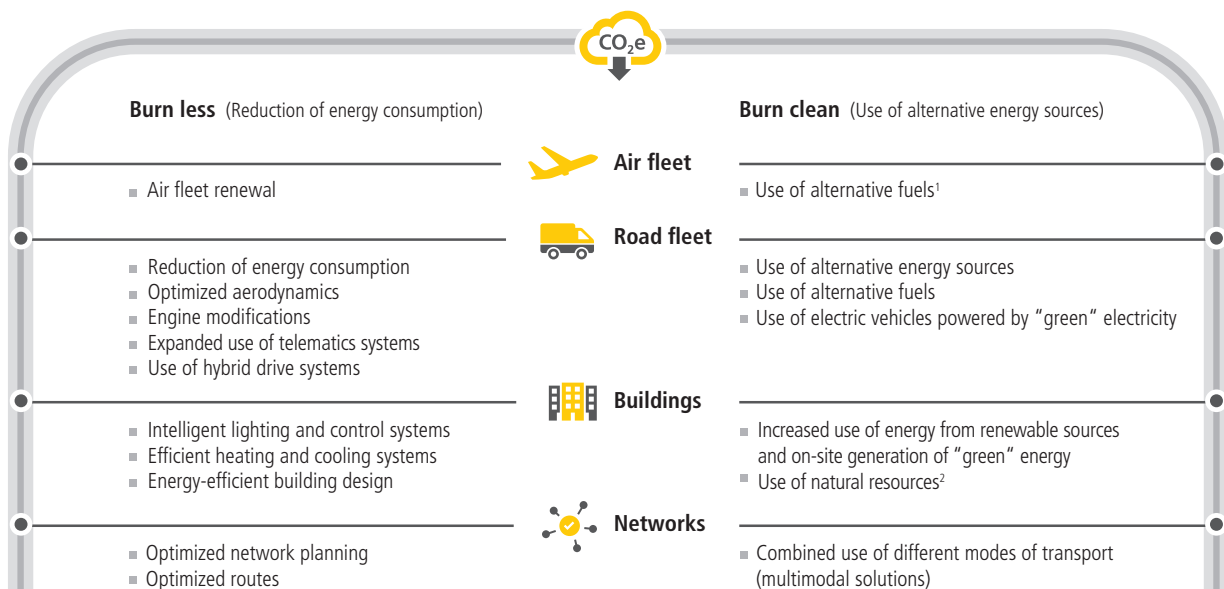 CO₂e
Burn less (Reduction of energy consumption)
Burn clean (Use of alternative energy sources)
Air fleet
Air fleet renewal
Use of alternative fuels¹
Road fleet
Reduction of energy consumption
Optimized aerodynamics
Engine modifications
Expanded use of telematics systems
Use of hybrid drive systems
Use of alternative energy sources
Use of alternative fuels
Use of electric vehicles powered by “green“ electricity
Buildings
Intelligent lighting and control systems
Efficient heating and cooling systems
Energy-efficient building design
Increased use of energy from renewable sources
and on-site generation of “green“ energy
Use of natural resources²
Networks
Optimized network planning
Optimized routes
Combined use of different modes of transport
(multimodal solutions)